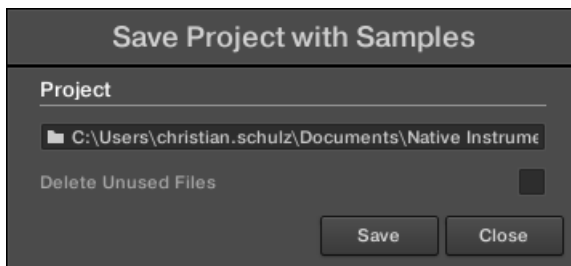 Save Project with Samples
Project
C:\Users\christian.schulz\Documents\Native Instrume
Delete Unused Files
Save Close